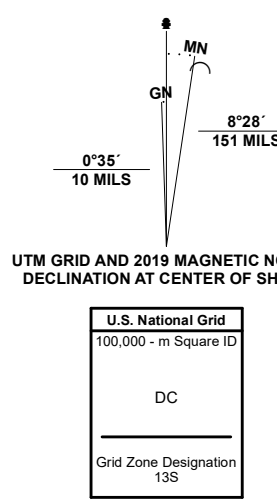 MN
GN
8°28´
151 MILS
0°35´
10 MILS
UTM GRID AND 2019 MAGNETIC N
DECLINATION AT CENTER OF SH
U.S. National Grid
100,000 - m Square ID
DC
Grid Zone Designation
13S